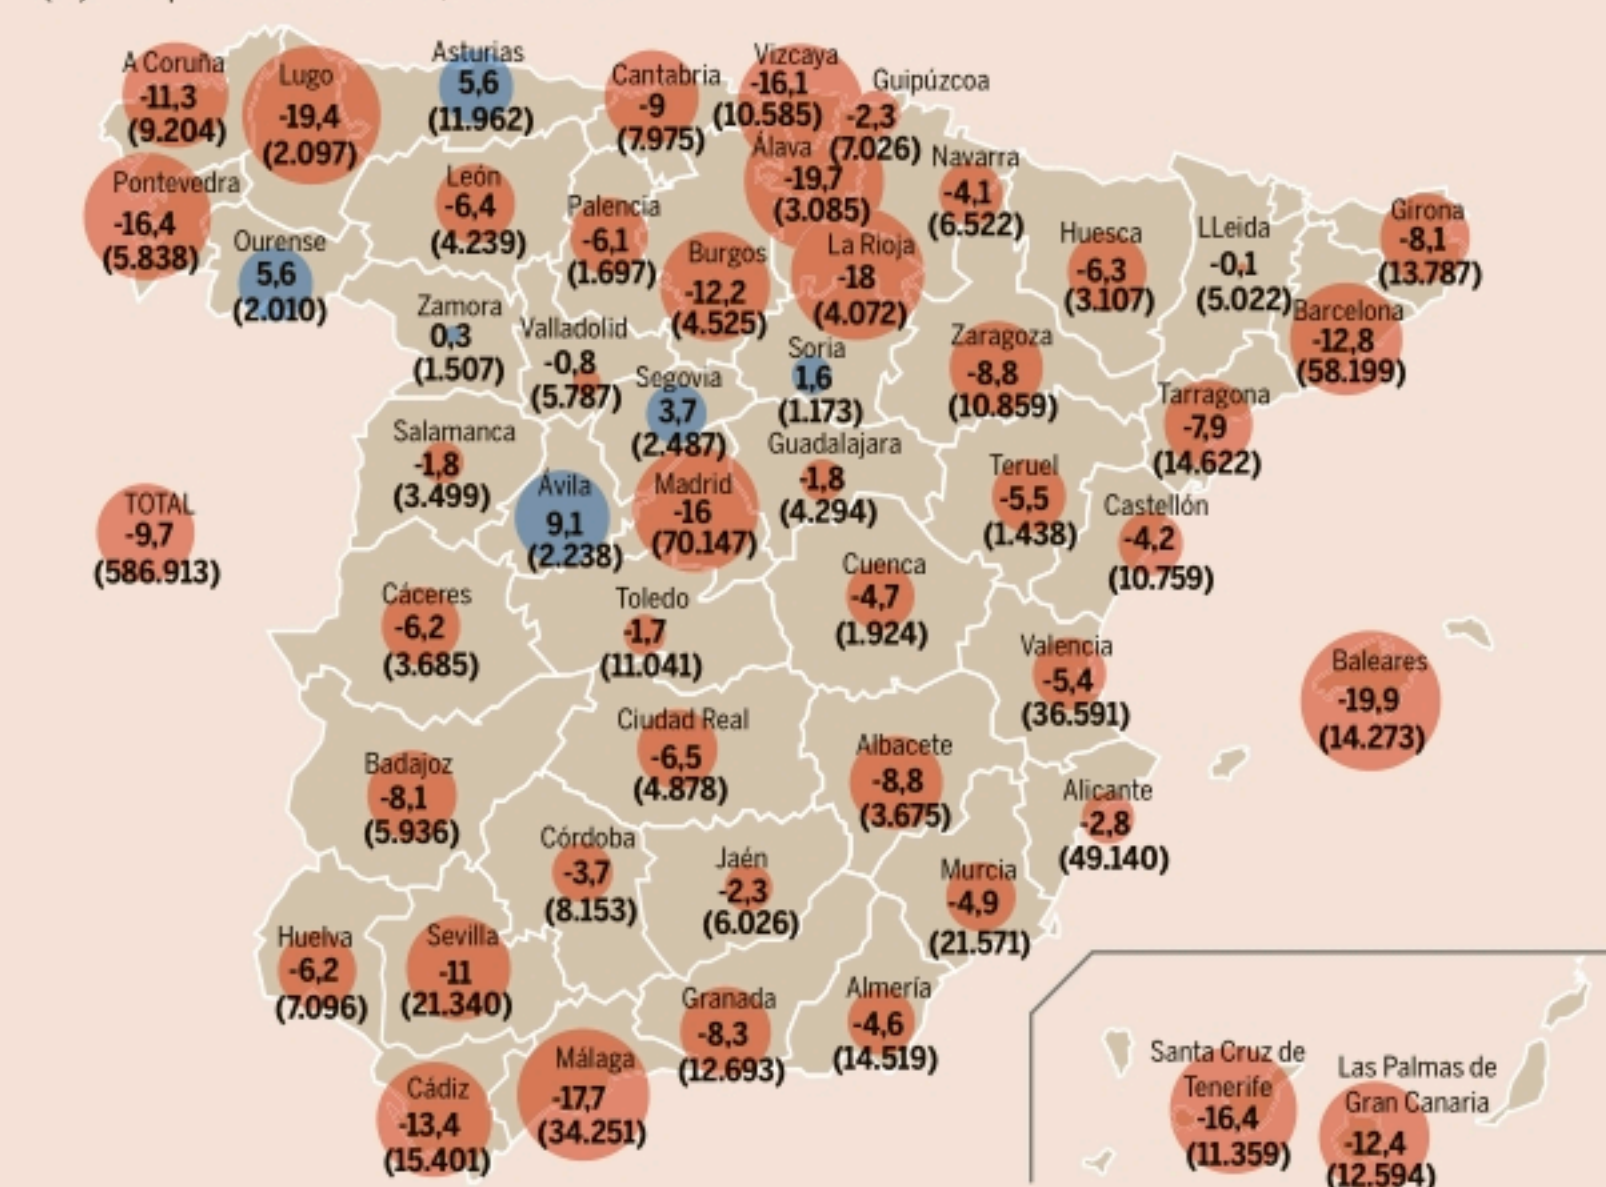 A Coruña
-11,3
(9.204)
Lugo
-19,4
(2.097)
Asturias
5,6
(11.962)
Cantabria
-9
(7.975)
Vizcaya
-16,1
(10.585)
Guipúzcoa
-2,3
(7.026)
Álava
-19,7
(3.085)
Navarra
-4,1
(6.522)
Pontevedra
-16,4
(5.838)
Ourense
5,6
(2.010)
León
-6,4
(4.239)
Palencia
-6,1
(1.697)
Burgos
-12,2
(4.525)
La Rioja
-18
(4.072)
Huesca
-6,3
(3.107)
LLeida
-0,1
(5.022)
Girona
-8,1
(13.787)
Barcelona
-12,8
(58.199)
Zamora
0,3
(1.507)
Valladolid
-0,8
(5.787)
Segovia
3,7
(2.487)
Soria
1,6
(1.173)
Zaragoza
-8,8
(10.859)
Tarragona
-7,9
(14.622)
Salamanca
-1,8
(3.499)
Ávila
9,1
(2.238)
Madrid
-16
(70.147)
Guadalajara
-1,8
(4.294)
Teruel
-5,5
(1.438)
Castellón
-4,2
(10.759)
TOTAL
-9,7
(586.913)
Cáceres
-6,2
(3.685)
Toledo
-1,7
(11.041)
Cuenca
-4,7
(1.924)
Valencia
-5,4
(36.591)
Baleares
-19,9
(14.273)
Badajoz
-8,1
(5.936)
Ciudad Real
-6,5
(4.878)
Albacete
-8,8
(3.675)
Alicante
-2,8
(49.140)
Córdoba
-3,7
(8.153)
Jaén
-2,3
(6.026)
Murcia
-4,9
(21.571)
Huelva
-6,2
(7.096)
Sevilla
-11
(21.340)
Granada
-8,3
(12.693)
Almería
-4,6
(14.519)
Cádiz
-13,4
(15.401)
Málaga
-17,7
(34.251)
Santa Cruz de
Tenerife
-16,4
(11.359)
Las Palmas de
Gran Canaria
-12,4
(12.594)